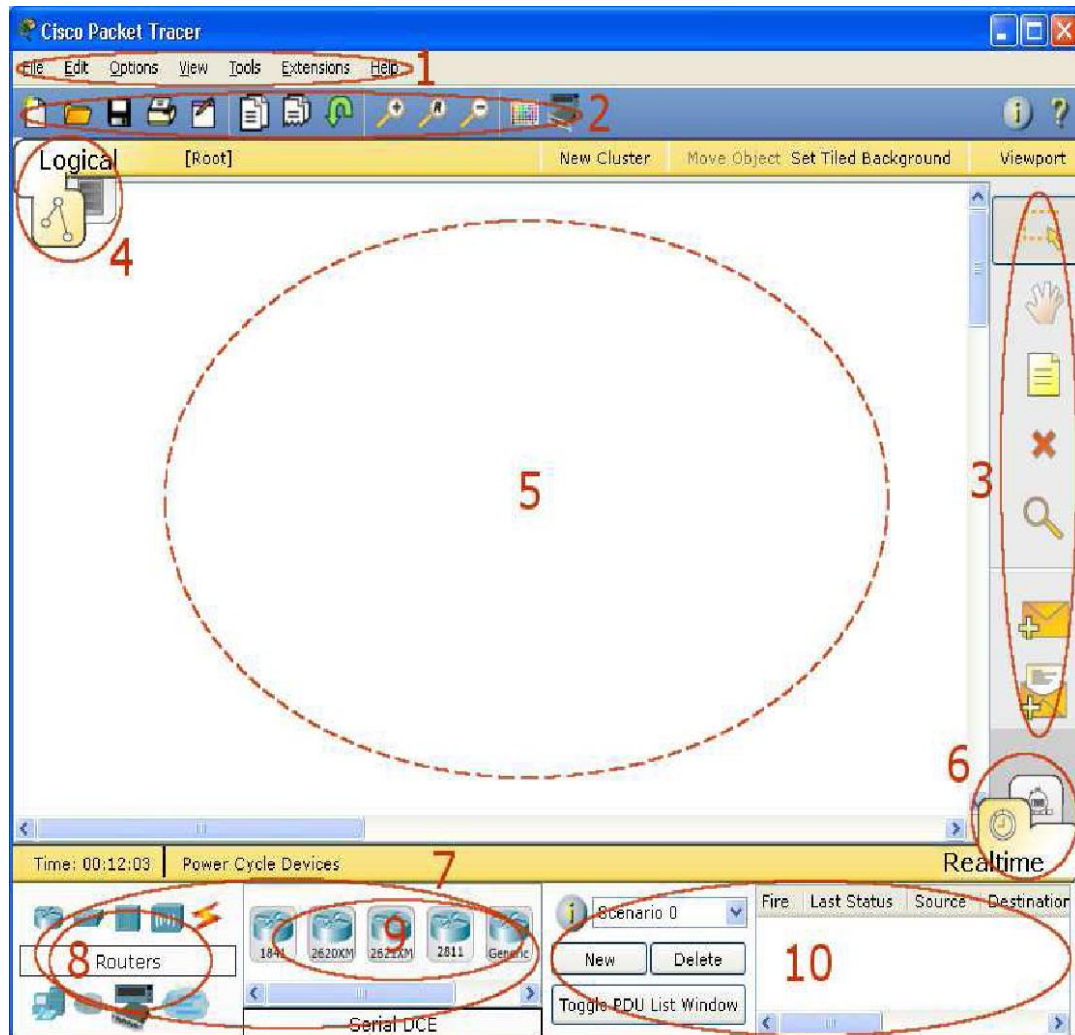 Cisco Packet Tracer
File Edit Options View Tools Extensions Help 1
2
Logical [Root] New Cluster Move Object Set Tiled Background Viewport
4
3
5
6
Time: 00:12:03 Power Cycle Devices 7 Realtime
8 Routers
1841 2620XM 2621XM 2811 Generic
9
Serial DCE
Scenario 0
New Delete
Toggle PDU List Window
Fire Last Status Source Destination
10